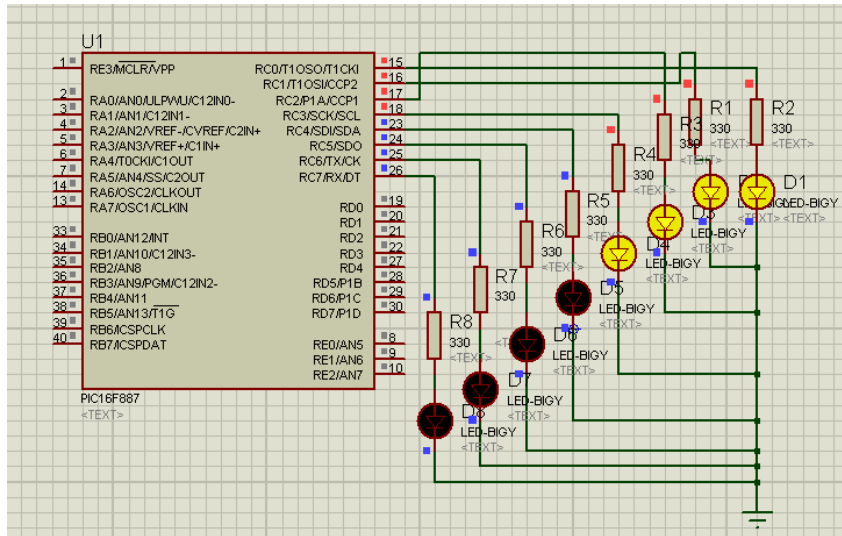 U1
1 RE3/MCLR/VPP
2 RA0/AN0/ULPWU/C12IN0-
3 RA1/AN1/C12IN1-
4 RA2/AN2/VREF-/CVREF/C2IN+
5 RA3/AN3/VREF+/C1IN+
6 RA4/T0CKI/C1OUT
7 RA5/AN4/SS/C2OUT
14 RA6/OSC2/CLKOUT
13 RA7/OSC1/CLKIN
33 RB0/AN12/INT
34 RB1/AN10/C12IN3-
35 RB2/AN8
36 RB3/AN9/PGM/C12IN2-
37 RB4/AN11
38 RB5/AN13/T1G
39 RB6/ICSPCLK
40 RB7/ICSPDAT
RC0/T1OSO/T1CKI 15
RC1/T1OSI/CCP2 16
RC2/P1A/CCP1 17
RC3/SCK/SCL 18
RC4/SDI/SDA 23
RC5/SDO 24
RC6/TX/CK 25
RC7/RX/DT 26
RD0 19
RD1 20
RD2 21
RD3 22
RD4 27
RD5/P1B 28
RD6/P1C 29
RD7/P1D 30
RE0/AN5 8
RE1/AN6 9
RE2/AN7 10
PIC16F887
<TEXT>
R1
330
<TEXT>
R2
330
<TEXT>
R3
330
R4
330
<TEXT>
R5
330
<TEXT>
R6
330
<TEXT>
R7
330
R8
330
<TEXT>
D1
LED-BIGY
<TEXT>
D3
LED-BIGY
<TEXT>
D4
LED-BIGY
<TEXT>
D5
LED-BIGY
<TEXT>
D6
LED-BIGY
<TEXT>
D7
LED-BIGY
<TEXT>
D8
LED-BIGY
<TEXT>